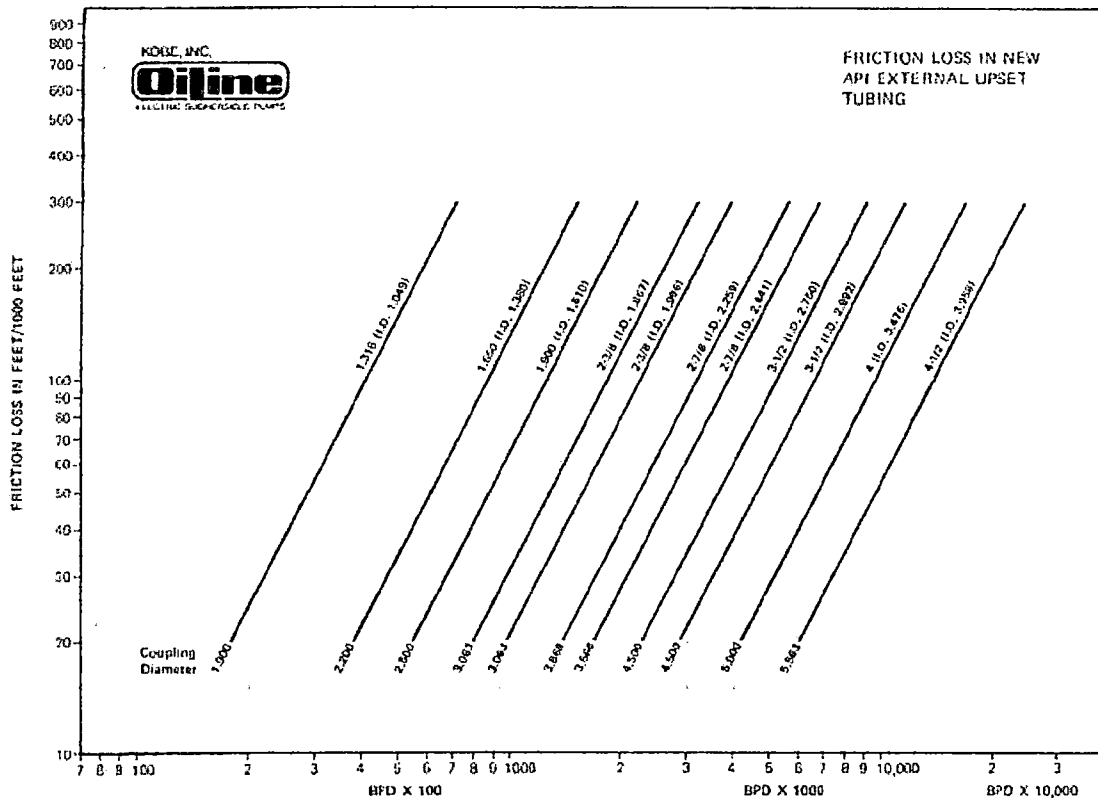 KOBE, INC.
Oiline
ELECTRIC SUBMERSIBLE PUMPS
FRICTION LOSS IN NEW
API EXTERNAL UPSET
TUBING
FRICTION LOSS IN FEET/1000 FEET
900
800
700
600
500
400
300
200
100
90
80
70
60
50
40
30
20
10
1.315 (I.D. 1.049)
1.660 (I.D. 1.380)
1.900 (I.D. 1.610)
2-3/8 (I.D. 1.867)
2-3/8 (I.D. 1.996)
2-7/8 (I.D. 2.259)
2-7/8 (I.D. 2.441)
3-1/2 (I.D. 2.750)
3-1/2 (I.D. 2.992)
4 (I.D. 3.476)
4-1/2 (I.D. 3.958)
Coupling
Diameter
1.900
2.200
2.500
3.063
3.063
3.668
3.668
4.500
4.500
5.000
5.563
7 8 9 100 2 3 4 5 6 7 8 9 1000 2 3 4 5 6 7 8 9 10,000 2 3
BPD X 100 BPD X 1000 BPD X 10,000